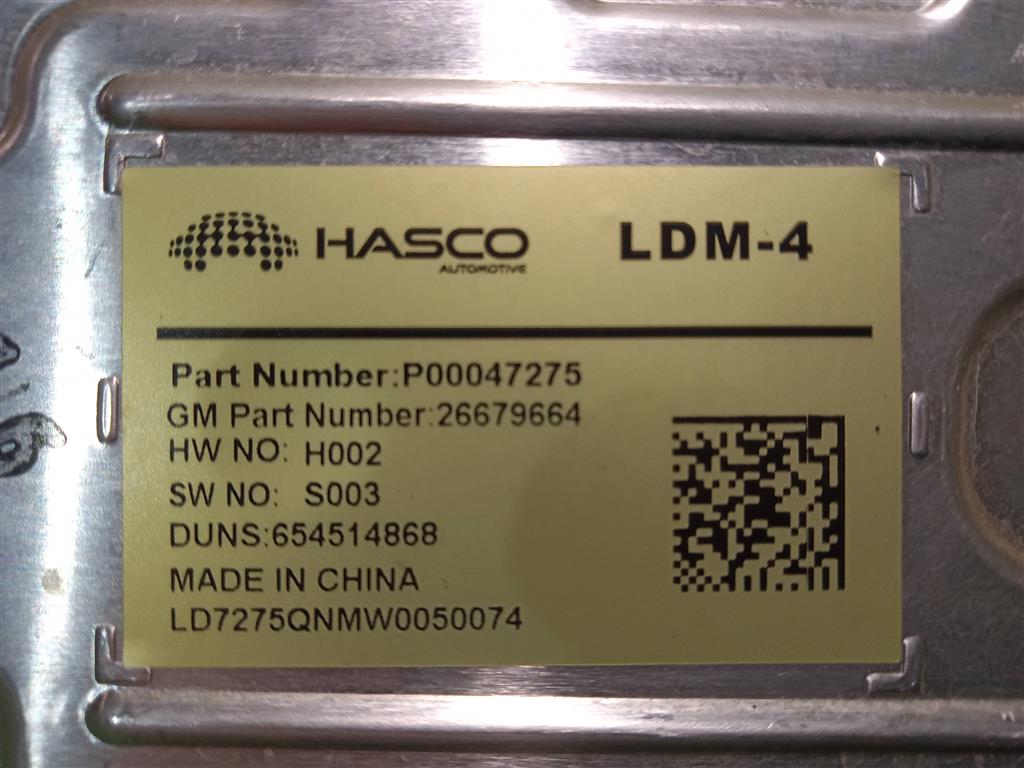 HASCO
AUTOMOTIVE
LDM-4
Part Number:P00047275
GM Part Number:26679664
HW NO: H002
SW NO: S003
DUNS:654514868
MADE IN CHINA
LD7275QNMW0050074